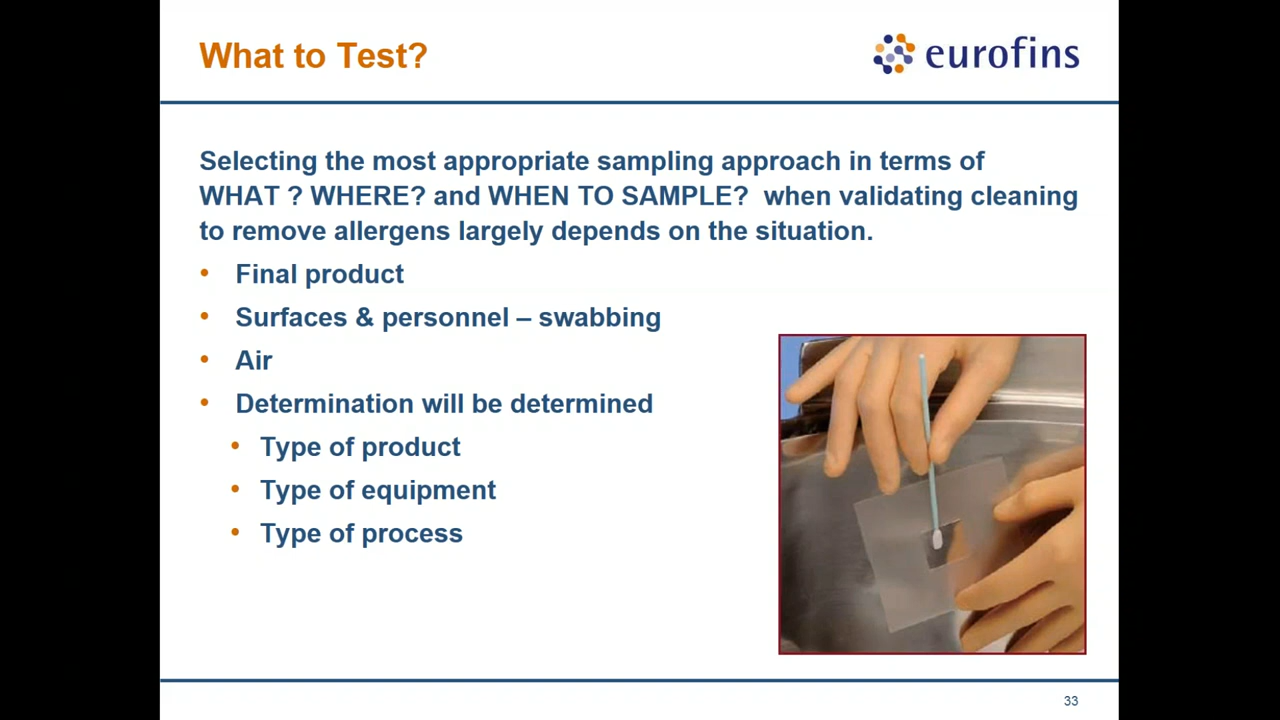 What to Test?
eurofins
Selecting the most appropriate sampling approach in terms of
WHAT ? WHERE? and WHEN TO SAMPLE?  when validating cleaning
to remove allergens largely depends on the situation.
• Final product
• Surfaces & personnel – swabbing
• Air
• Determination will be determined
• Type of product
• Type of equipment
• Type of process
33